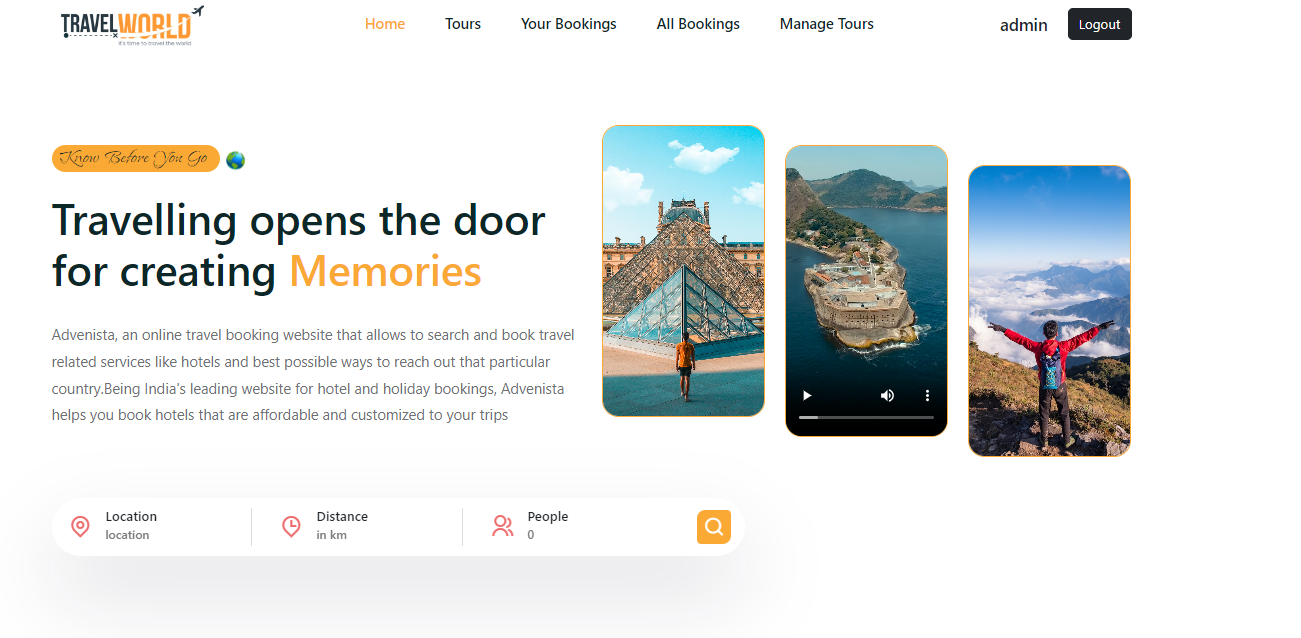 TRAVELWORLD
it's time to travel the world
Home
Tours
Your Bookings
All Bookings
Manage Tours
admin
Logout
Know Before You Go
Travelling opens the door
for creating Memories
Advenista, an online travel booking website that allows to search and book travel
related services like hotels and best possible ways to reach out that particular
country.Being India's leading website for hotel and holiday bookings, Advenista
helps you book hotels that are affordable and customized to your trips
Location
location
Distance
in km
People
0